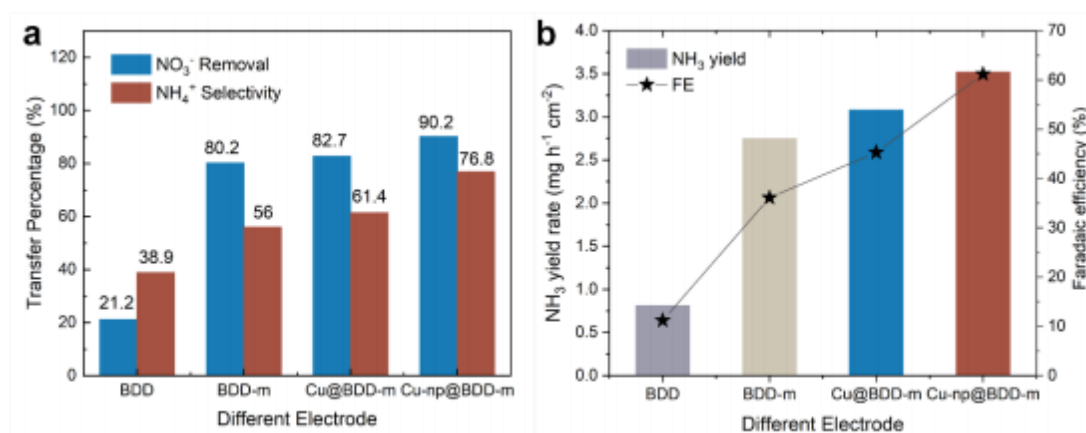 a
120
100
80
60
40
20
0
Transfer Percentage (%)
NO₃⁻ Removal
NH₄⁺ Selectivity
21.2
38.9
80.2
56
82.7
61.4
90.2
76.8
BDD
BDD-m
Cu@BDD-m
Cu-np@BDD-m
Different Electrode
b
4.0
3.5
3.0
2.5
2.0
1.5
1.0
0.5
0.0
NH₃ yield rate (mg h⁻¹ cm⁻²)
NH₃ yield
FE
BDD
BDD-m
Cu@BDD-m
Cu-np@BDD-m
Different Electrode
70
60
50
40
30
20
10
0
Faradaic efficiency (%)